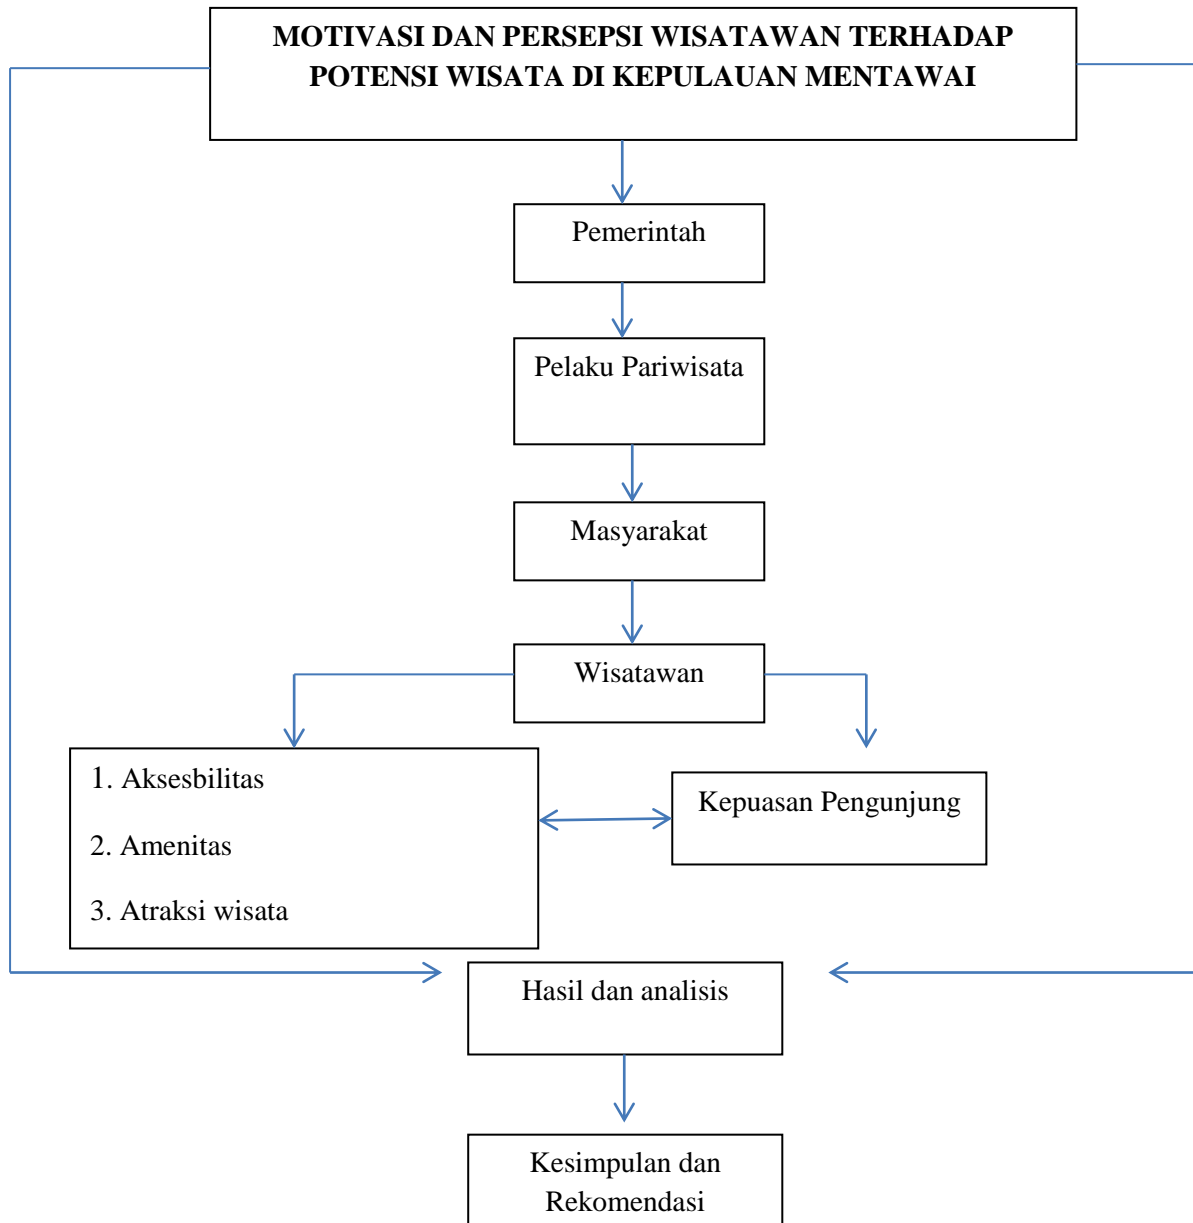 MOTIVASI DAN PERSEPSI WISATAWAN TERHADAP
POTENSI WISATA DI KEPULAUAN MENTAWAI
Pemerintah
Pelaku Pariwisata
Masyarakat
Wisatawan
1. Aksesbilitas
2. Amenitas
3. Atraksi wisata
Kepuasan Pengunjung
Hasil dan analisis
Kesimpulan dan
Rekomendasi